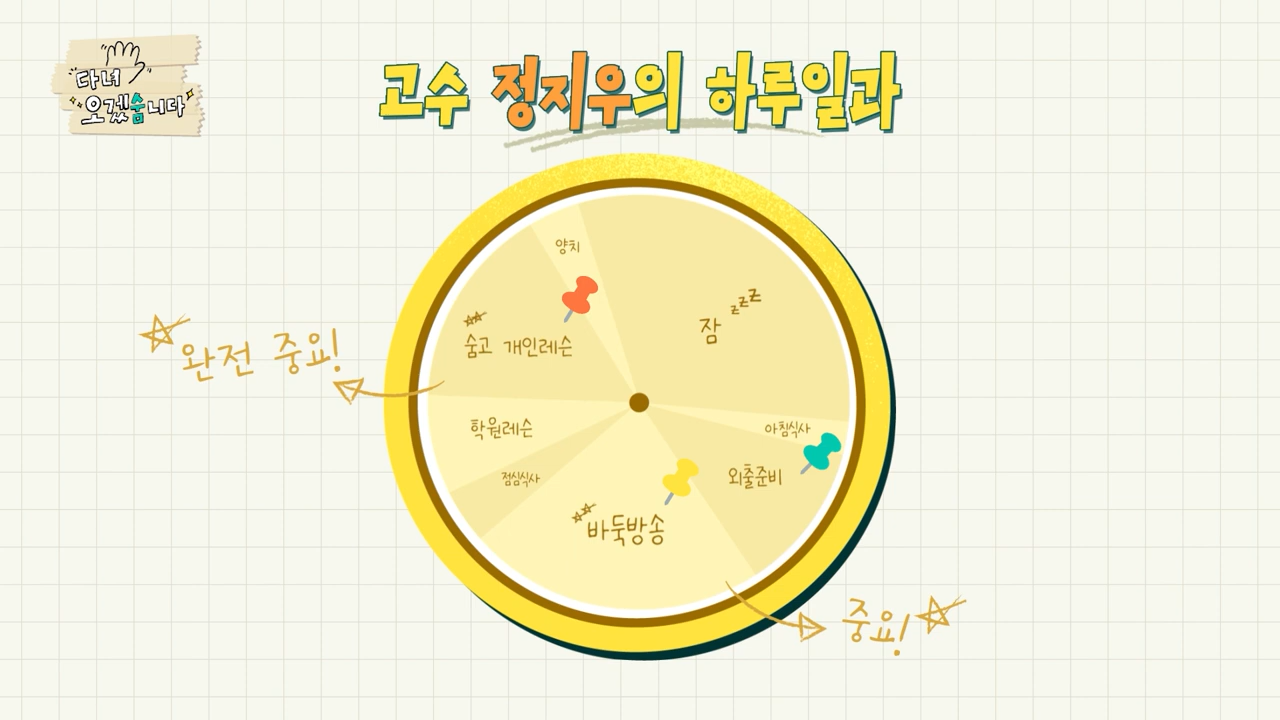 다녀
오겠숨니다
고수 정지우의 하루일과
양치
zzZ
잠
숨고 개인레슨
완전 중요!
학원레슨
아침식사
점심식사
외출준비
바둑방송
중요!